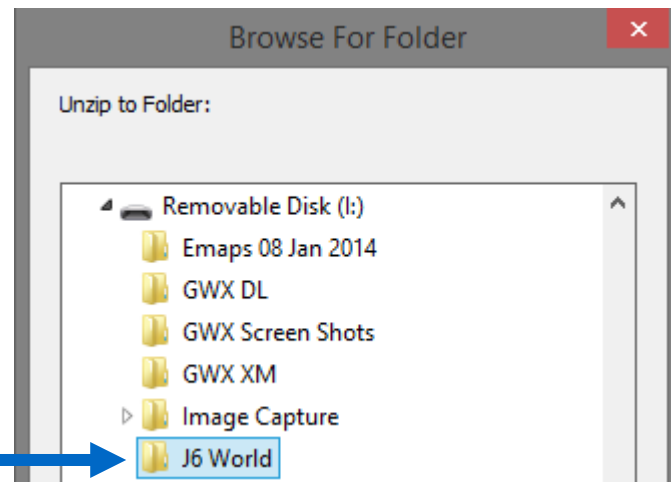 Browse For Folder
Unzip to Folder:
Removable Disk (I:)
Emaps 08 Jan 2014
GWX DL
GWX Screen Shots
GWX XM
Image Capture
J6 World